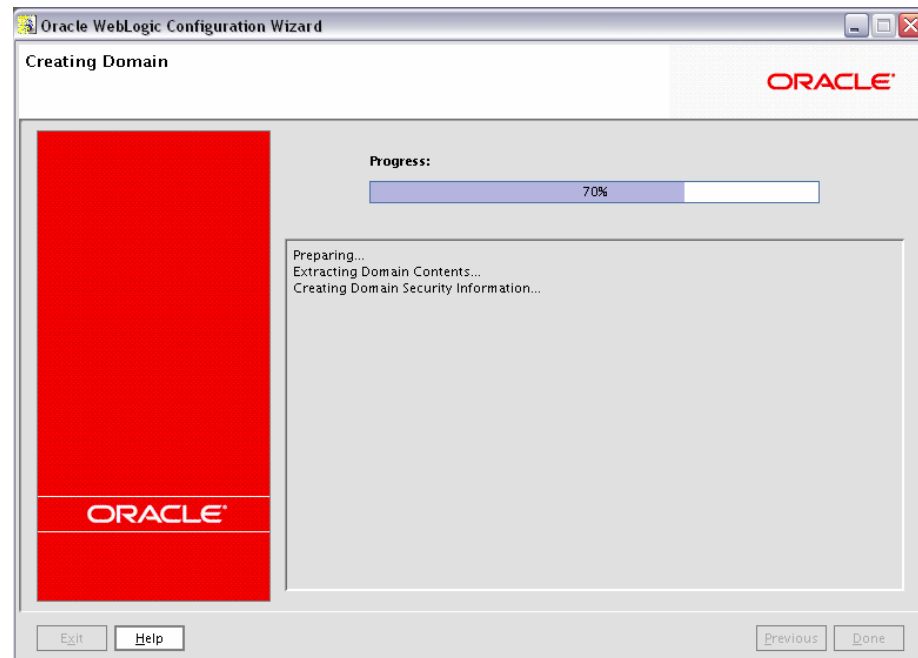 Oracle WebLogic Configuration Wizard
Creating Domain
ORACLE®
Progress:
70%
Preparing...
Extracting Domain Contents...
Creating Domain Security Information...
ORACLE®
Exit
Help
Previous
Done